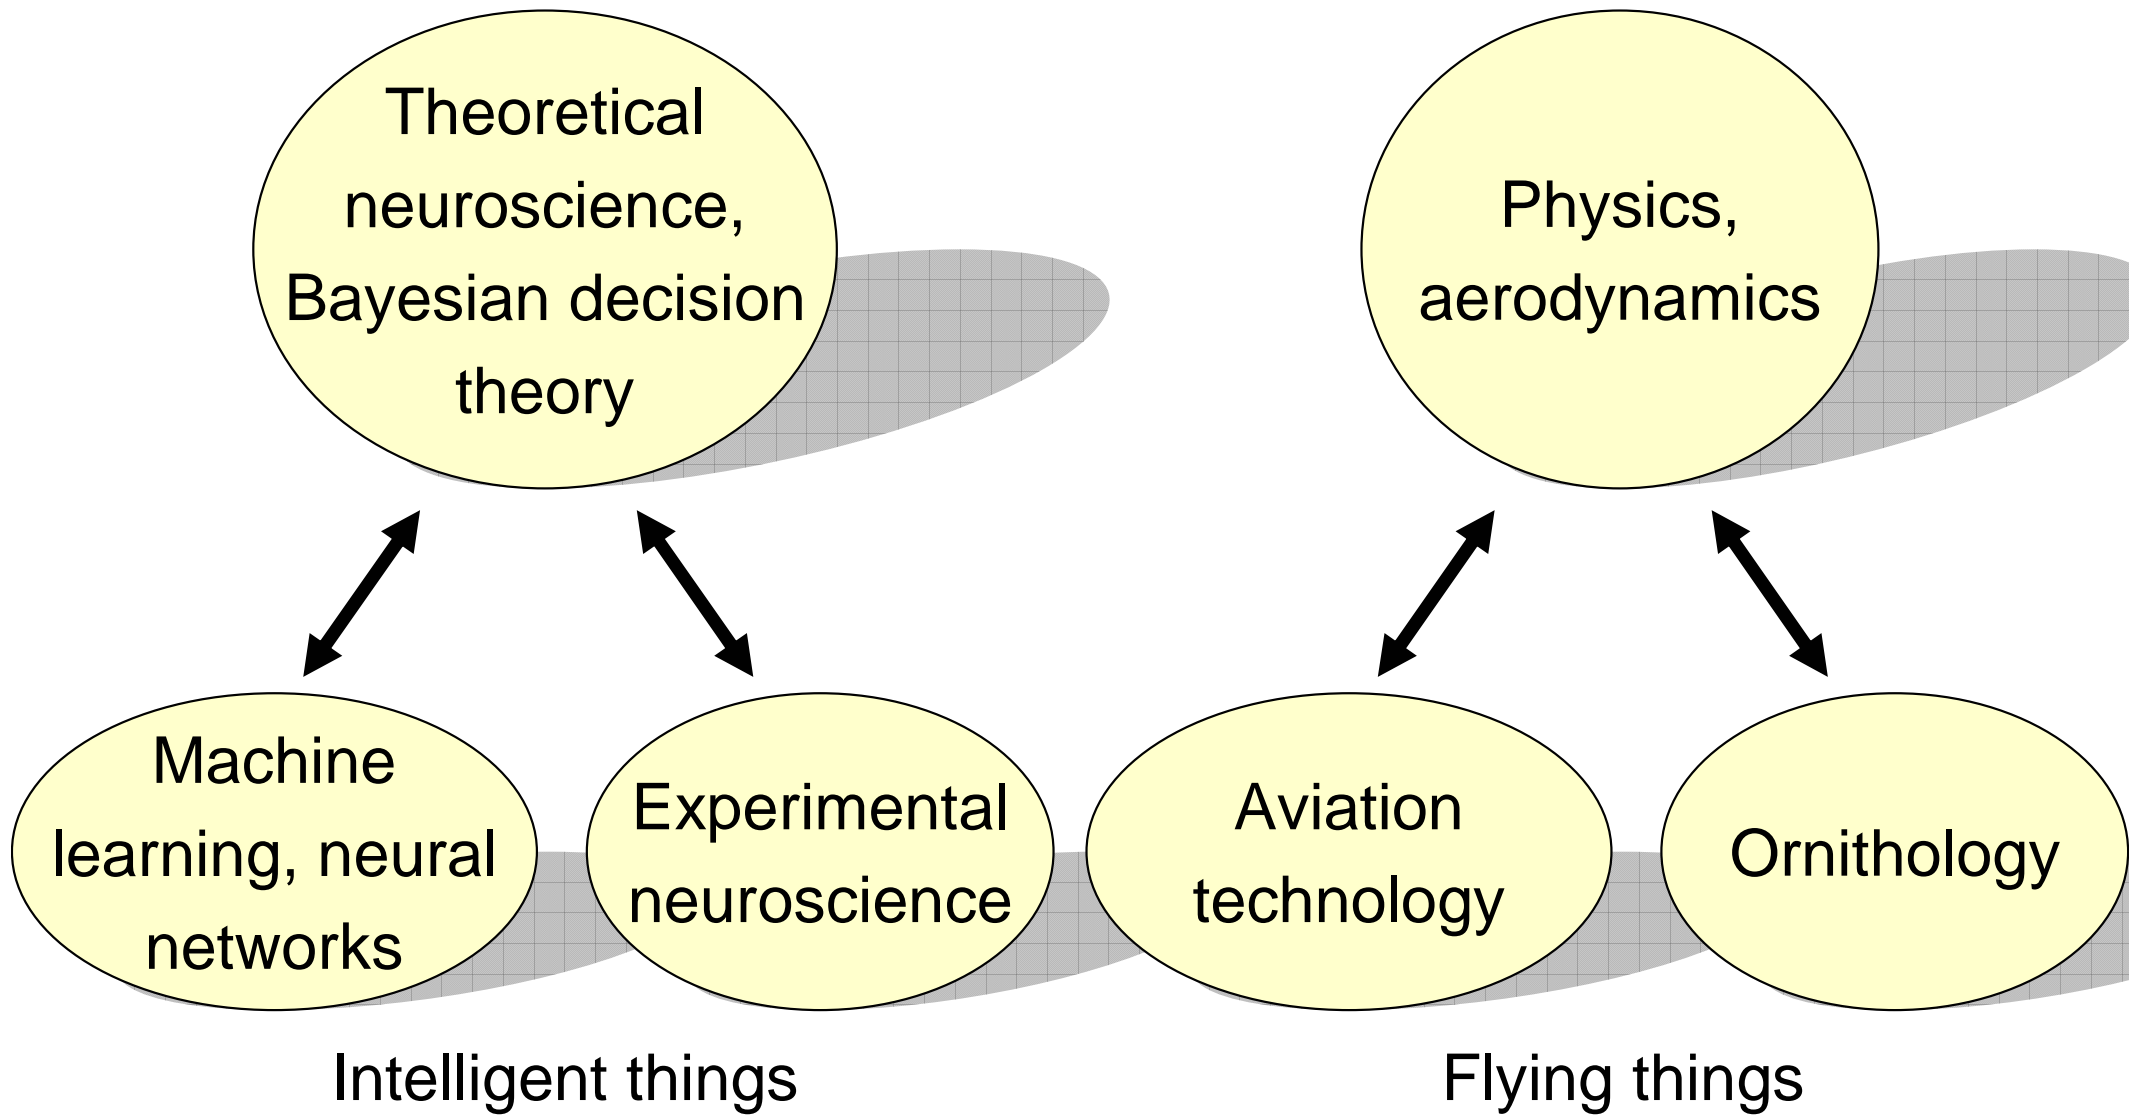 Theoretical
neuroscience,
Bayesian decision
theory
Physics,
aerodynamics
Machine
learning, neural
networks
Experimental
neuroscience
Aviation
technology
Ornithology
Intelligent things
Flying things